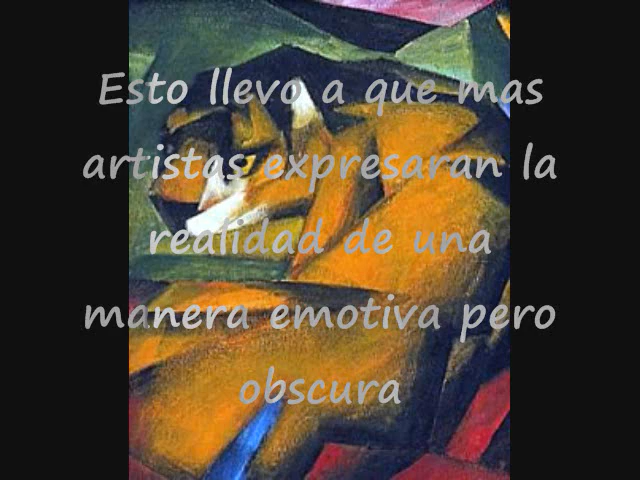 Esto llevo a que mas
artistas expresaran la
realidad de una
manera emotiva pero
obscura